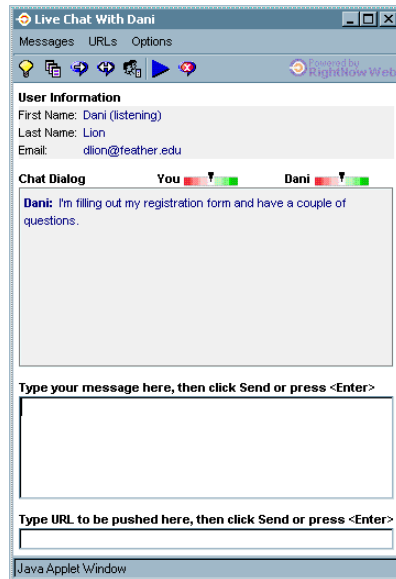 Live Chat With Dani
Messages URLs Options
Powered by
RightNow Web
User Information
First Name: Dani (listening)
Last Name: Lion
Email: dlion@feather.edu
Chat Dialog You Dani
Dani: I'm filling out my registration form and have a couple of
questions.
Type your message here, then click Send or press <Enter>
Type URL to be pushed here, then click Send or press <Enter>
Java Applet Window